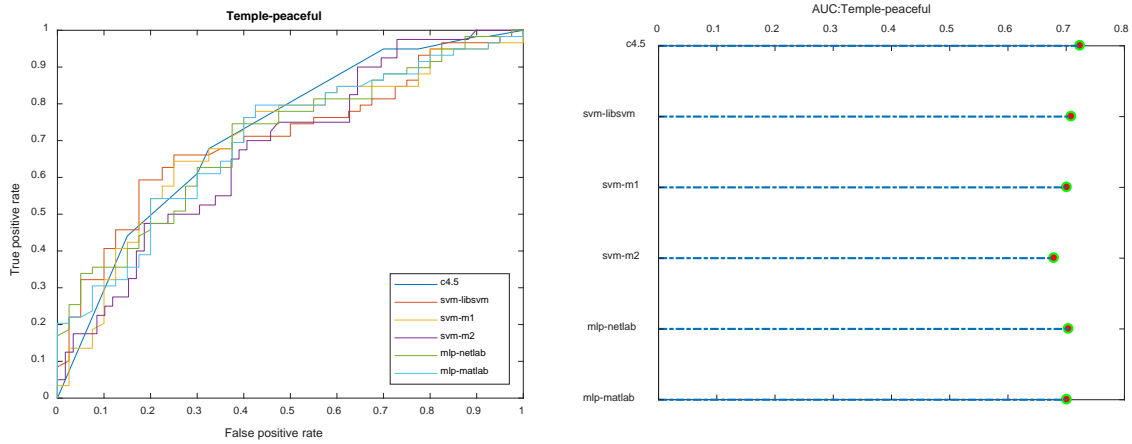 Temple-peaceful
True positive rate
1
0.9
0.8
0.7
0.6
0.5
0.4
0.3
0.2
0.1
0
0 0.1 0.2 0.3 0.4 0.5 0.6 0.7 0.8 0.9 1
False positive rate
c4.5
svm-libsvm
svm-m1
svm-m2
mlp-netlab
mlp-matlab
AUC:Temple-peaceful
0 0.1 0.2 0.3 0.4 0.5 0.6 0.7 0.8
c4.5
svm-libsvm
svm-m1
svm-m2
mlp-netlab
mlp-matlab